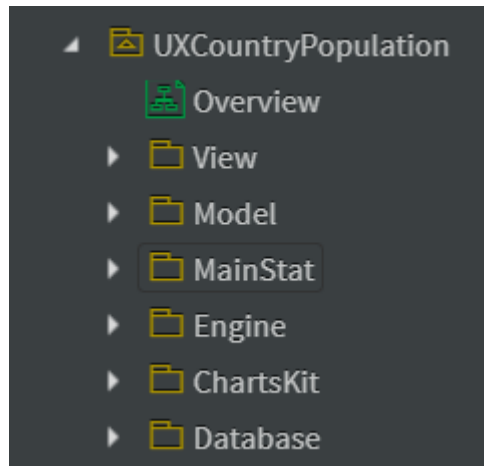 UXCountryPopulation
Overview
View
Model
MainStat
Engine
ChartsKit
Database